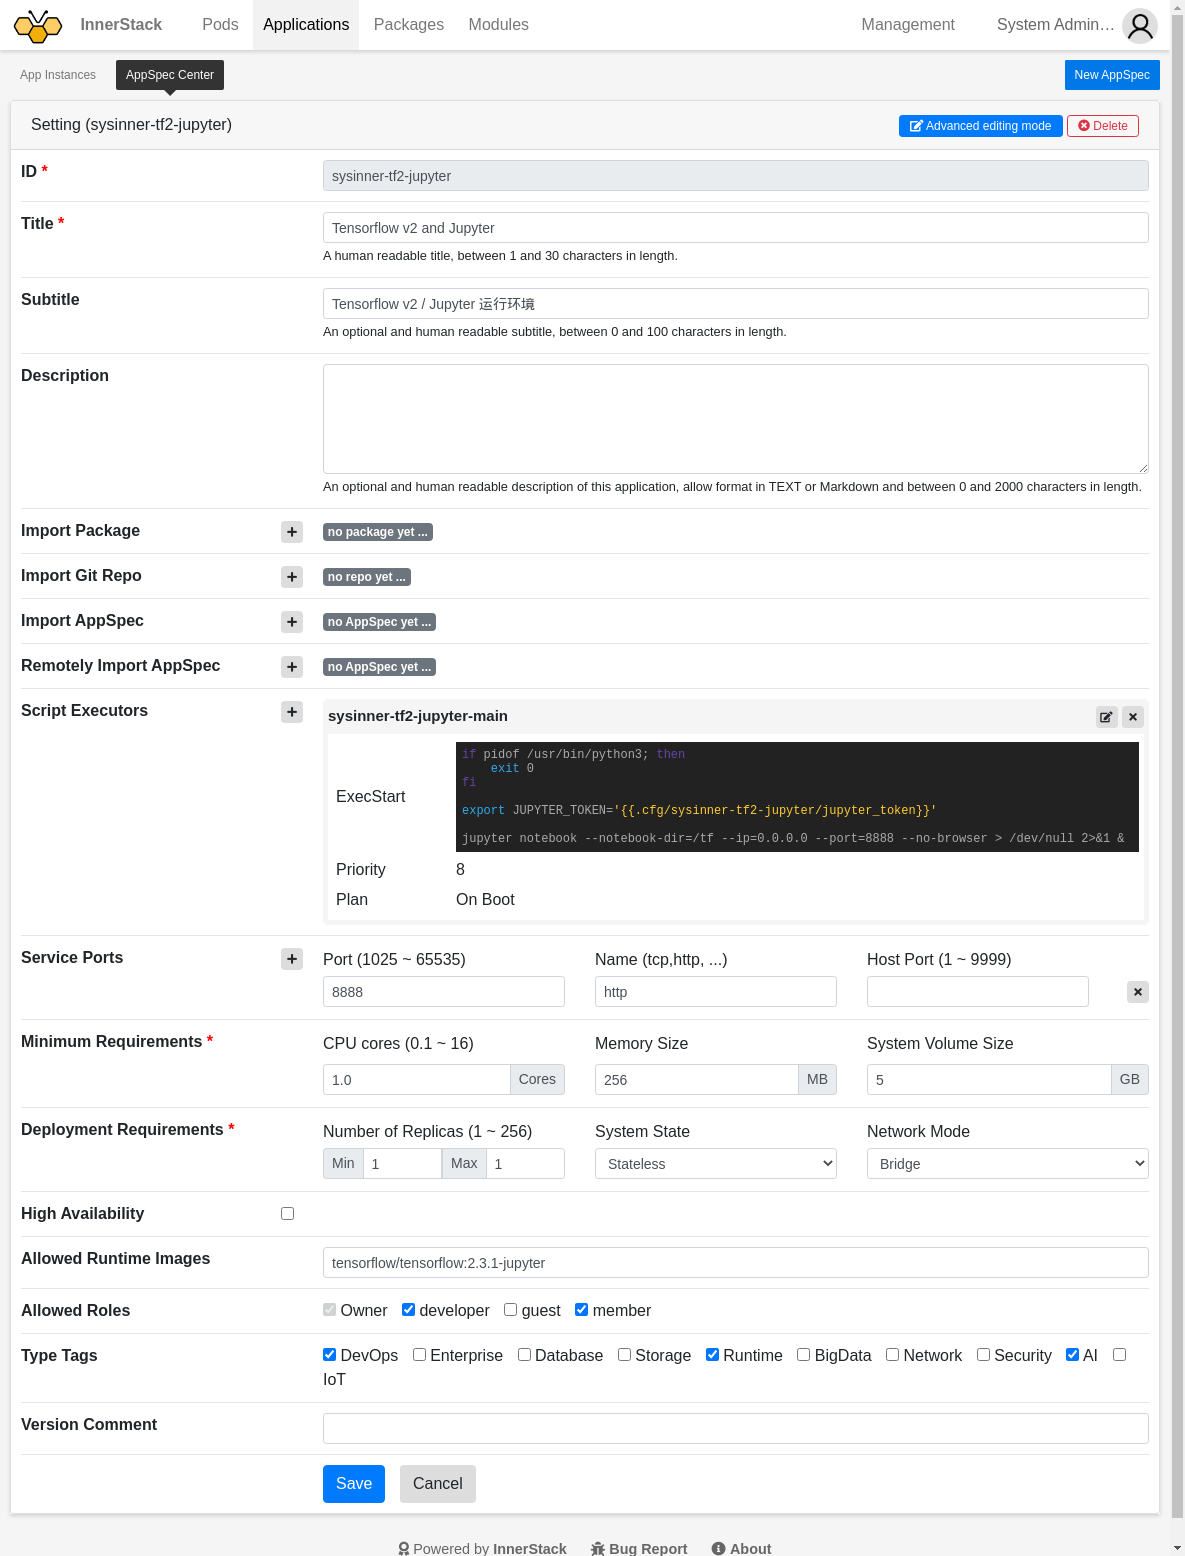 InnerStack Pods Applications Packages Modules Management System Admin…
App Instances AppSpec Center New AppSpec
Setting (sysinner-tf2-jupyter) Advanced editing mode Delete
ID * sysinner-tf2-jupyter
Title * Tensorflow v2 and Jupyter
A human readable title, between 1 and 30 characters in length.
Subtitle Tensorflow v2 / Jupyter 运行环境
An optional and human readable subtitle, between 0 and 100 characters in length.
Description
An optional and human readable description of this application, allow format in TEXT or Markdown and between 0 and 2000 characters in length.
Import Package no package yet ...
Import Git Repo no repo yet ...
Import AppSpec no AppSpec yet ...
Remotely Import AppSpec no AppSpec yet ...
Script Executors sysinner-tf2-jupyter-main
if pidof /usr/bin/python3; then
exit 0
fi
ExecStart
export JUPYTER_TOKEN='{{.cfg/sysinner-tf2-jupyter/jupyter_token}}'
jupyter notebook --notebook-dir=/tf --ip=0.0.0.0 --port=8888 --no-browser > /dev/null 2>&1 &
Priority 8
Plan On Boot
Service Ports Port (1025 ~ 65535) Name (tcp,http, ...) Host Port (1 ~ 9999)
8888 http
Minimum Requirements * CPU cores (0.1 ~ 16) Memory Size System Volume Size
1.0 Cores 256 MB 5 GB
Deployment Requirements * Number of Replicas (1 ~ 256) System State Network Mode
Min 1 Max 1 Stateless Bridge
High Availability
Allowed Runtime Images tensorflow/tensorflow:2.3.1-jupyter
Allowed Roles Owner developer guest member
Type Tags DevOps Enterprise Database Storage Runtime BigData Network Security AI
IoT
Version Comment
Save Cancel
Powered by InnerStack Bug Report About